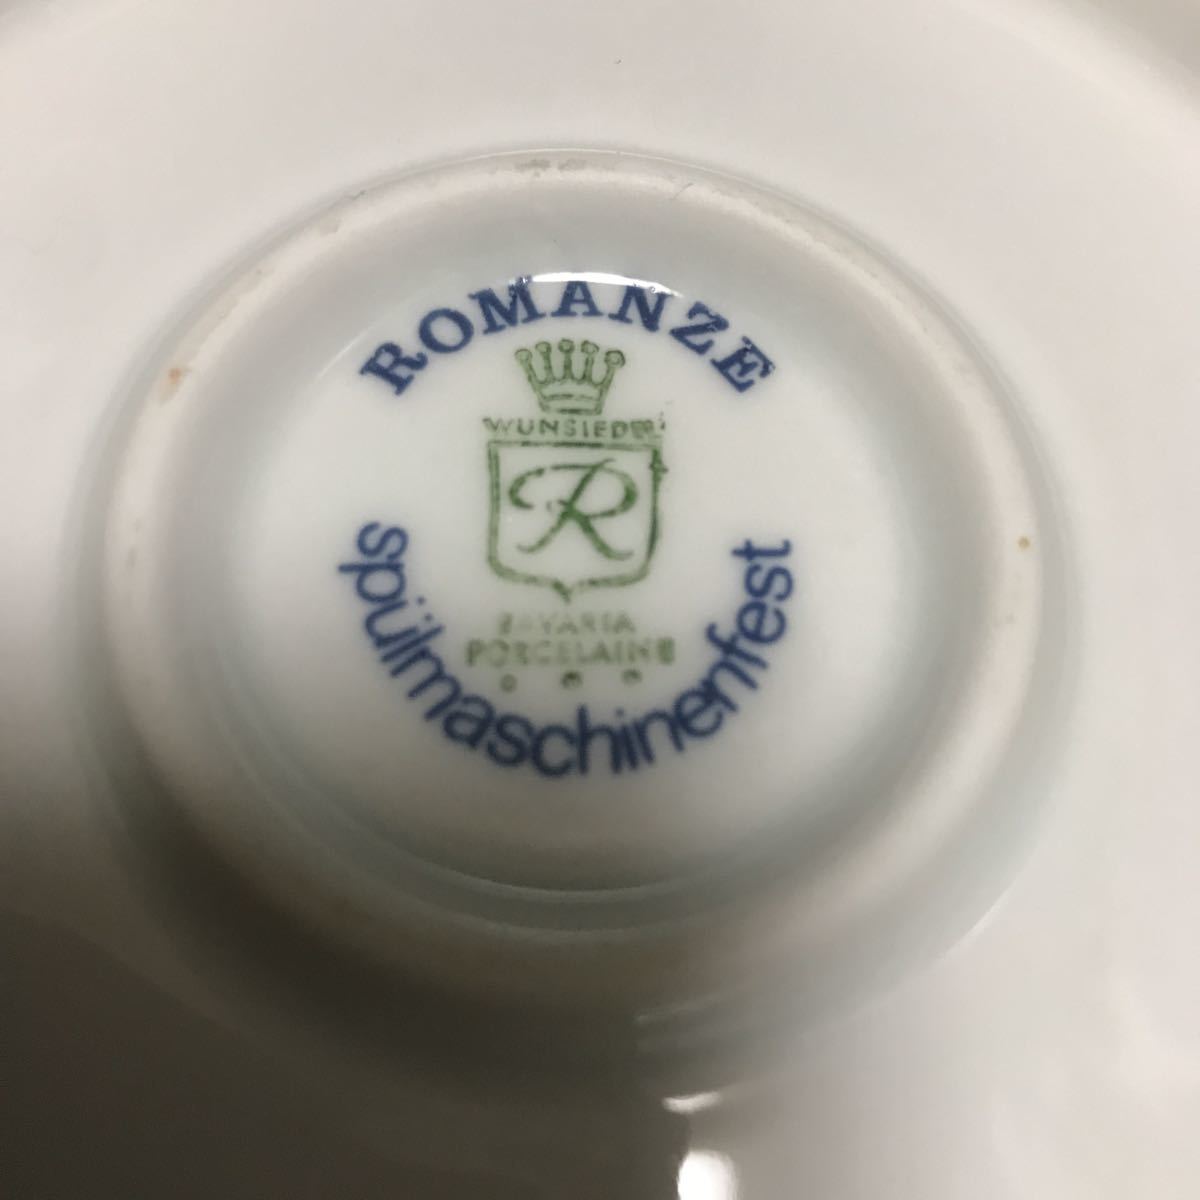 ROMANZE
WUNSIEDEL
R
BAVARIA
PORCELAINE
spülmaschinenfest